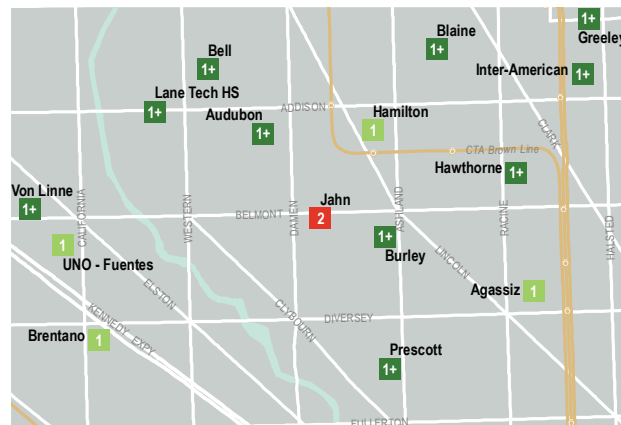 Greeley
1+
Blaine
1+
Bell
1+
Inter-American
1+
Lane Tech HS
1+
Audubon
1+
ADDISON
Hamilton
1
CLARK
CTA Brown Line
Hawthorne
1+
Von Linne
1+
Jahn
2
BELMONT
CALIFORNIA
WESTERN
DAMEN
ASHLAND
RACINE
HALSTED
1
UNO - Fuentes
1+
Burley
LINCOLN
Agassiz
1
ELSTON
CLYBOURN
DIVERSEY
KENNEDY EXPY
Brentano
1
Prescott
1+
FULLERTON